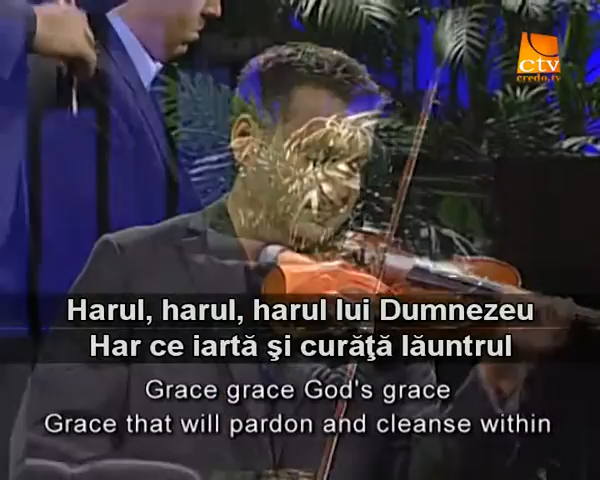 ctv
credo.tv
Harul, harul, harul lui Dumnezeu
Har ce iartă şi curăţă lăuntrul
Grace grace God's grace
Grace that will pardon and cleanse within